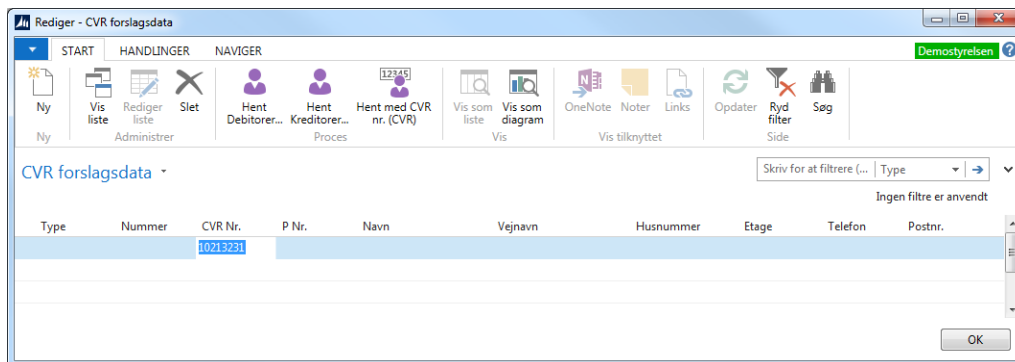 Rediger - CVR forslagsdata
START HANDLINGER NAVIGER
Demostyrelsen
Ny
Vis liste
Rediger liste
Slet
Hent Debitorer...
Hent Kreditorer...
12345
Hent med CVR nr. (CVR)
Vis som liste
Vis som diagram
OneNote
Noter
Links
Opdater
Ryd filter
Søg
Ny Administrer Proces Vis Vis tilknyttet Side
CVR forslagsdata
Skriv for at filtrere (... Type
Ingen filtre er anvendt
Type Nummer CVR Nr. P Nr. Navn Vejnavn Husnummer Etage Telefon Postnr.
10213231
OK